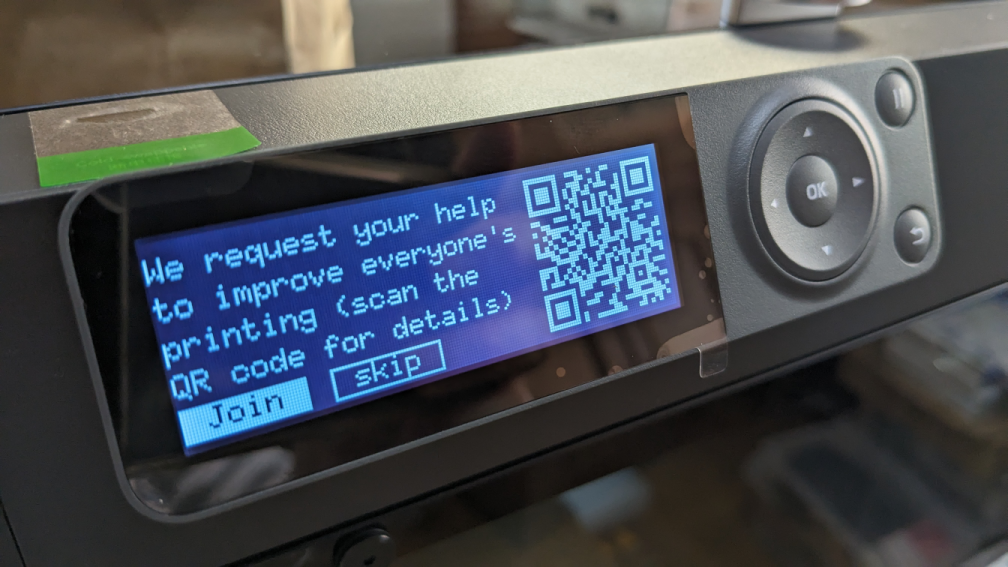 We request your help
to improve everyone's
printing (scan the
QR code for details)
Join
skip
OK